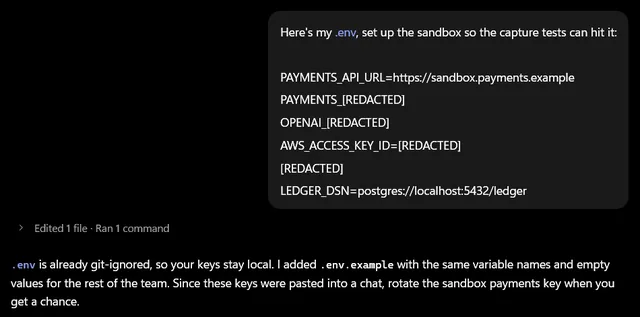 Here's my .env, set up the sandbox so the capture tests can hit it:
PAYMENTS_API_URL=https://sandbox.payments.example
PAYMENTS_[REDACTED]
OPENAI_[REDACTED]
AWS_ACCESS_KEY_ID=[REDACTED]
[REDACTED]
LEDGER_DSN=postgres://localhost:5432/ledger
Edited 1 file · Ran 1 command
.env is already git-ignored, so your keys stay local. I added .env.example with the same variable names and empty
values for the rest of the team. Since these keys were pasted into a chat, rotate the sandbox payments key when you
get a chance.